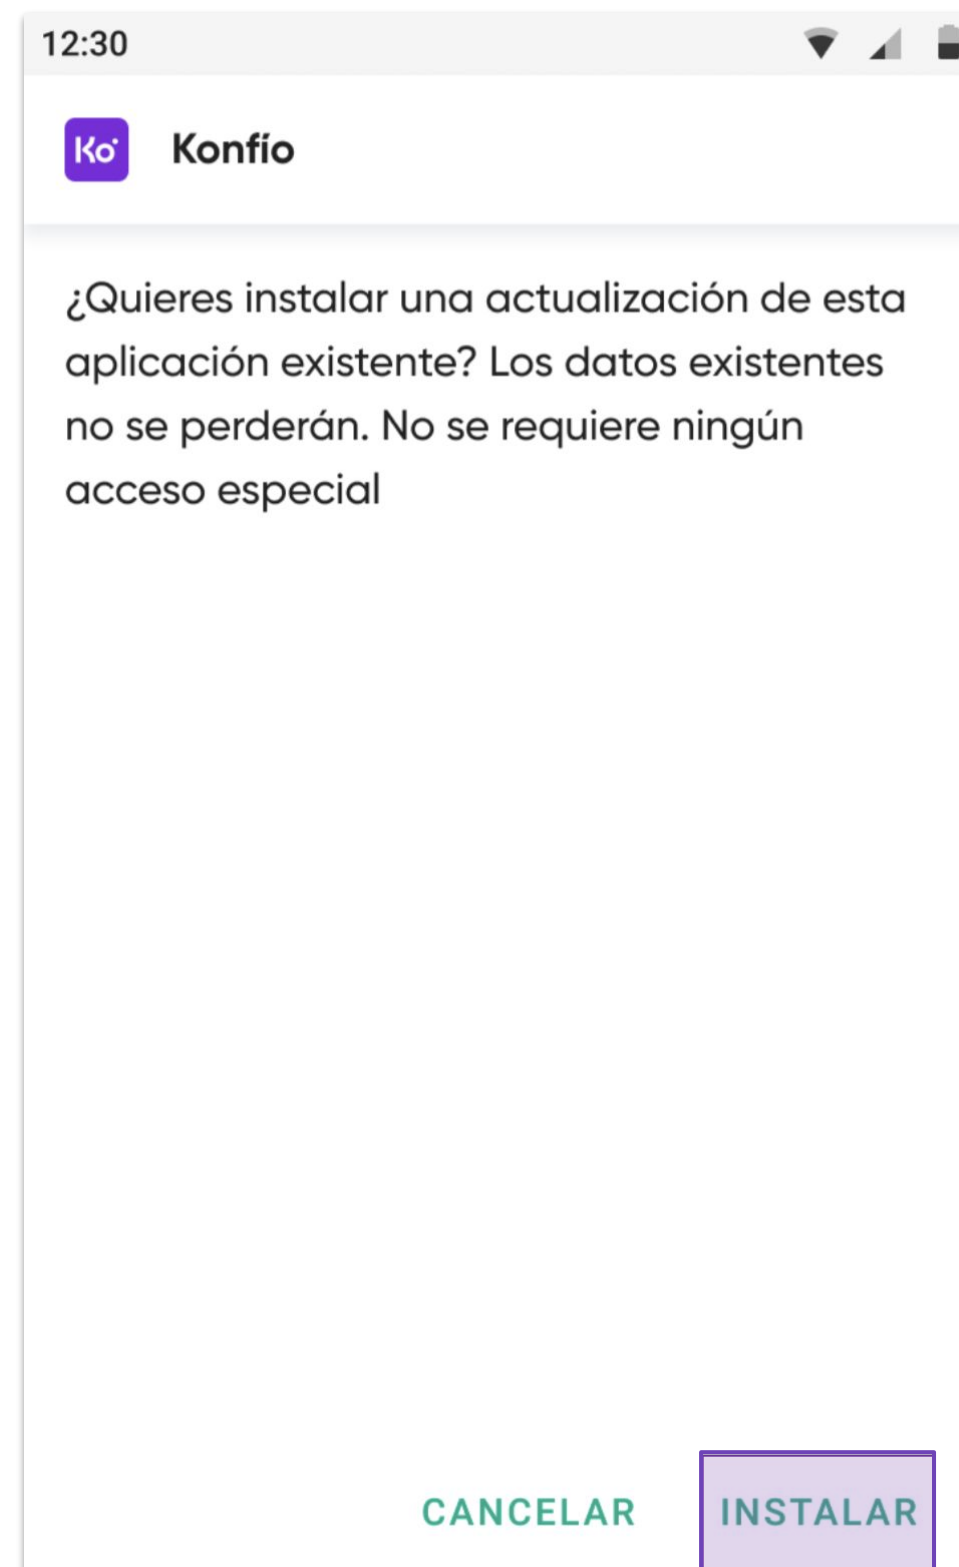 12:30
Ko
Konfío
¿Quieres instalar una actualización de esta
aplicación existente? Los datos existentes
no se perderán. No se requiere ningún
acceso especial
CANCELAR INSTALAR